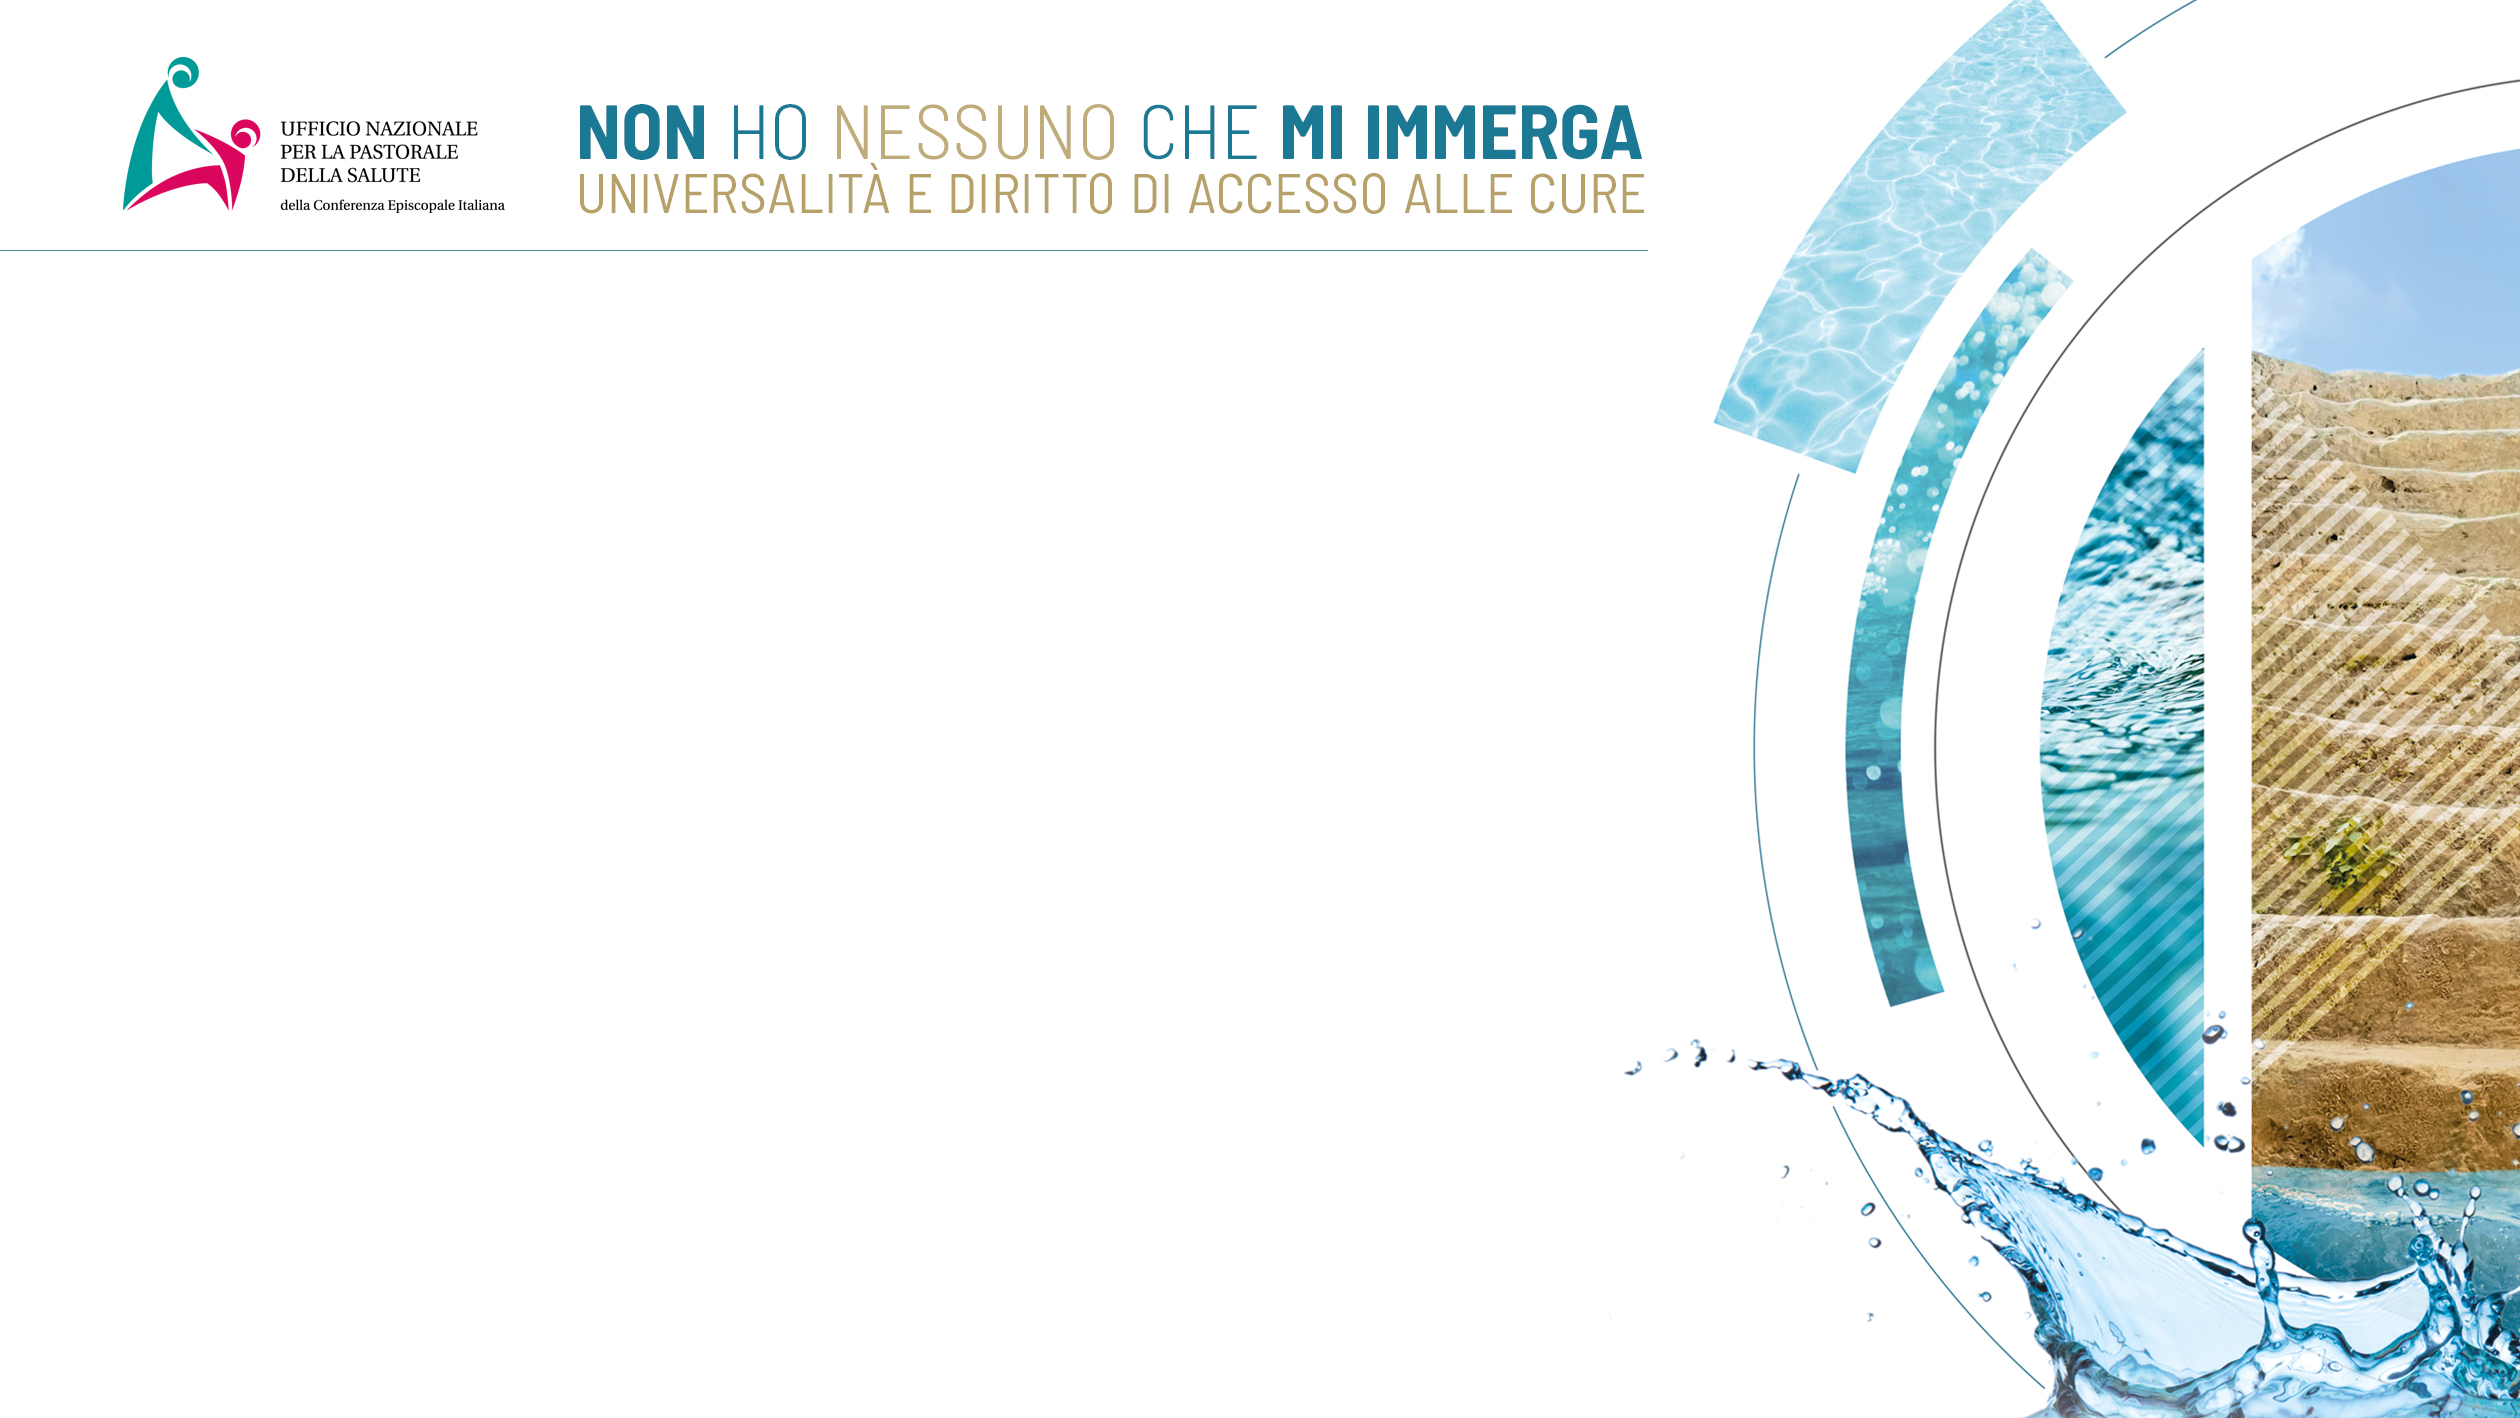 UFFICIO NAZIONALE
PER LA PASTORALE
DELLA SALUTE
della Conferenza Episcopale Italiana
NON HO NESSUNO CHE MI IMMERGA
UNIVERSALITÀ E DIRITTO DI ACCESSO ALLE CURE